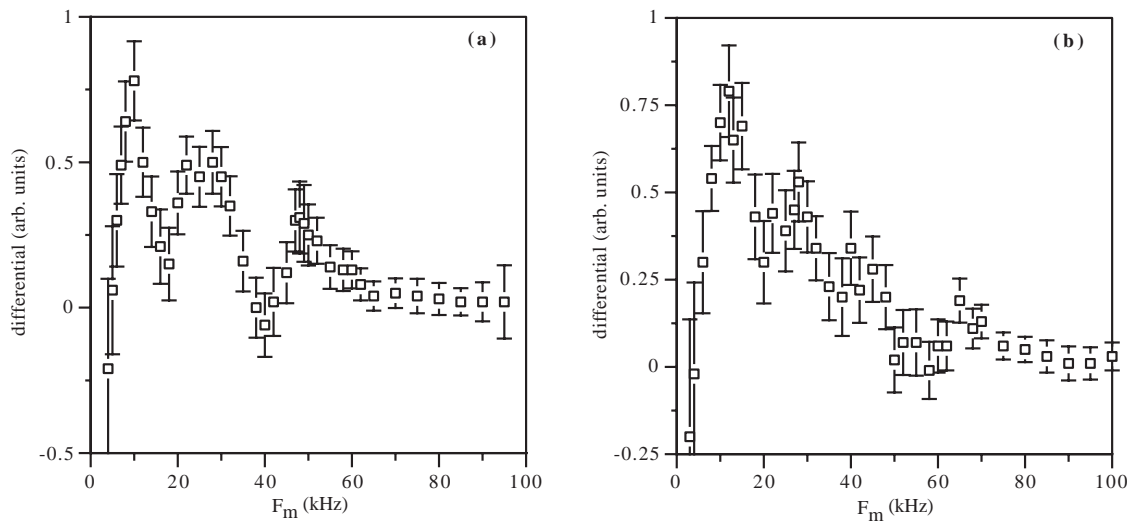 (a)
1
0.5
0
-0.5
differential (arb. units)
0 20 40 60 80 100
F_m (kHz)
(b)
1
0.75
0.5
0.25
0
-0.25
differential (arb. units)
0 20 40 60 80 100
F_m (kHz)